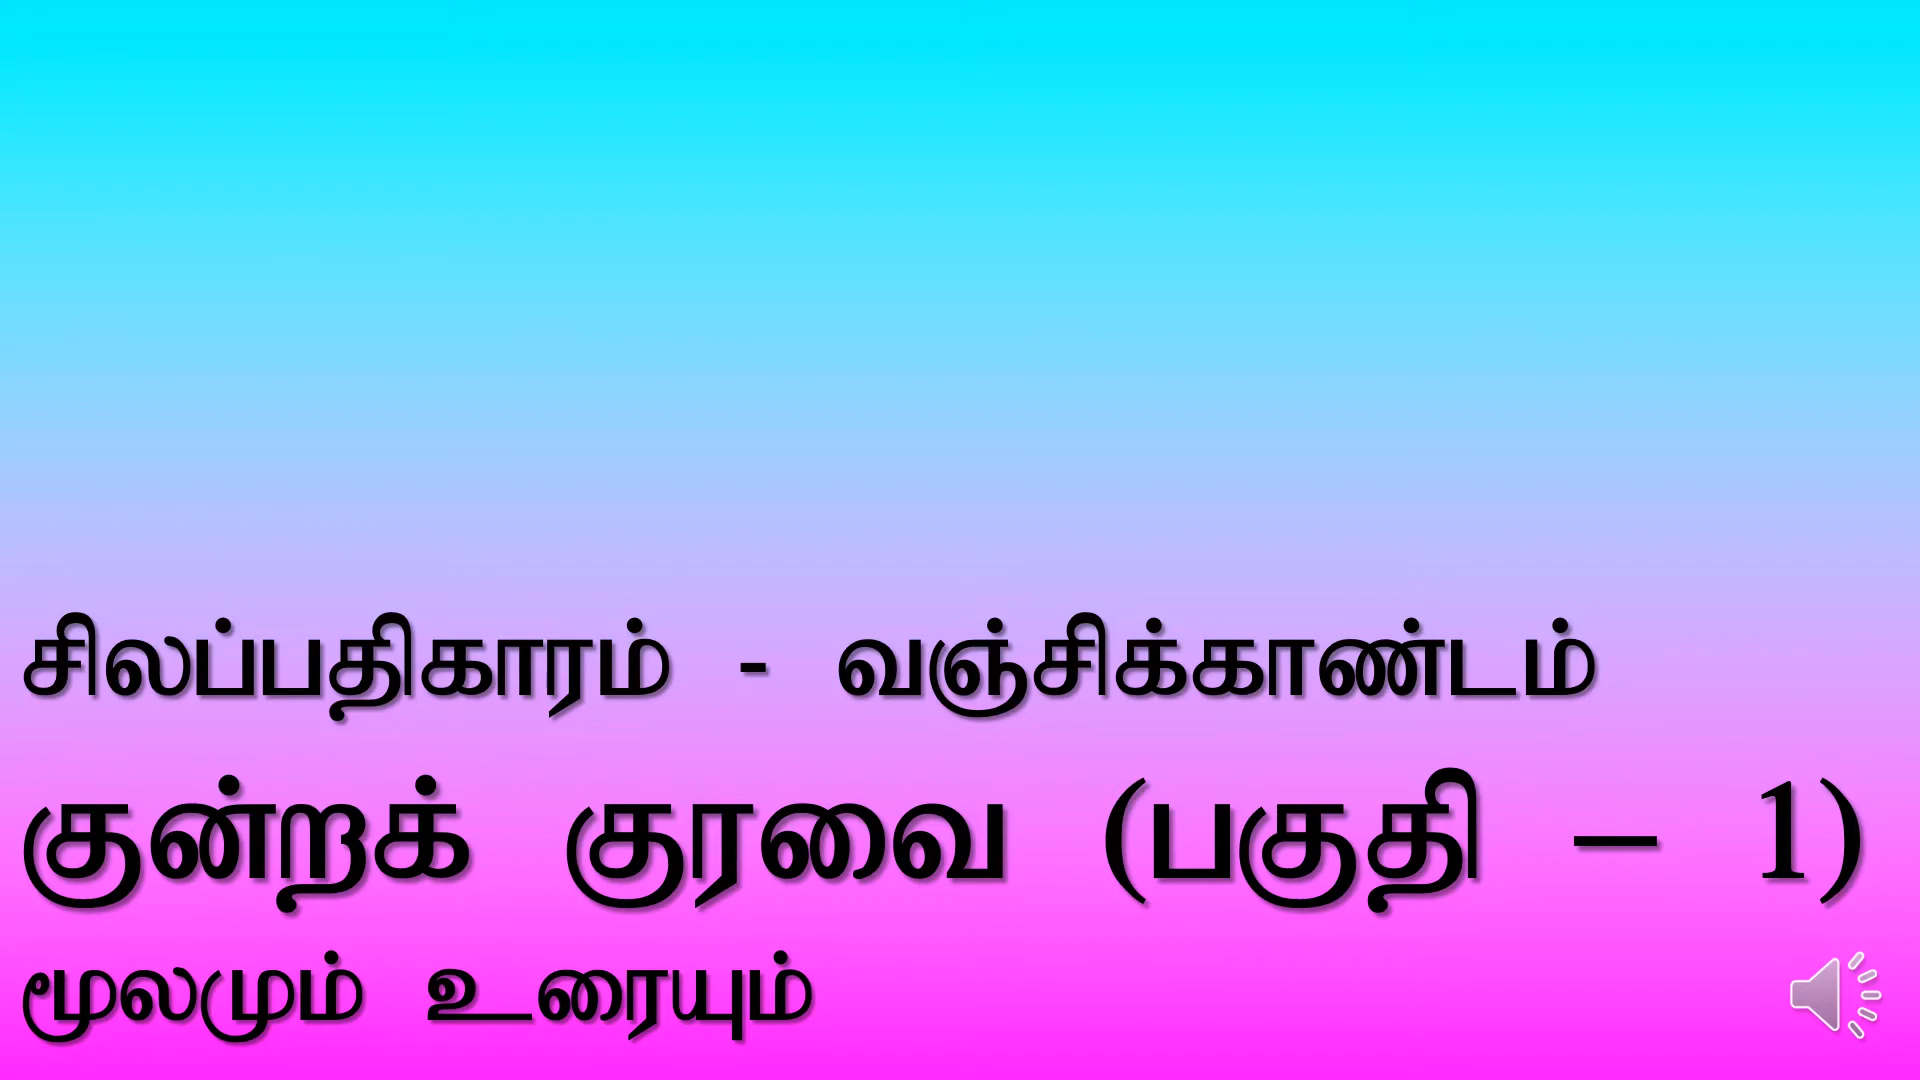 சிலப்பதிகாரம் - வஞ்சிக்காண்டம்
குன்றக் குரவை (பகுதி – 1)
மூலமும் உரையும்